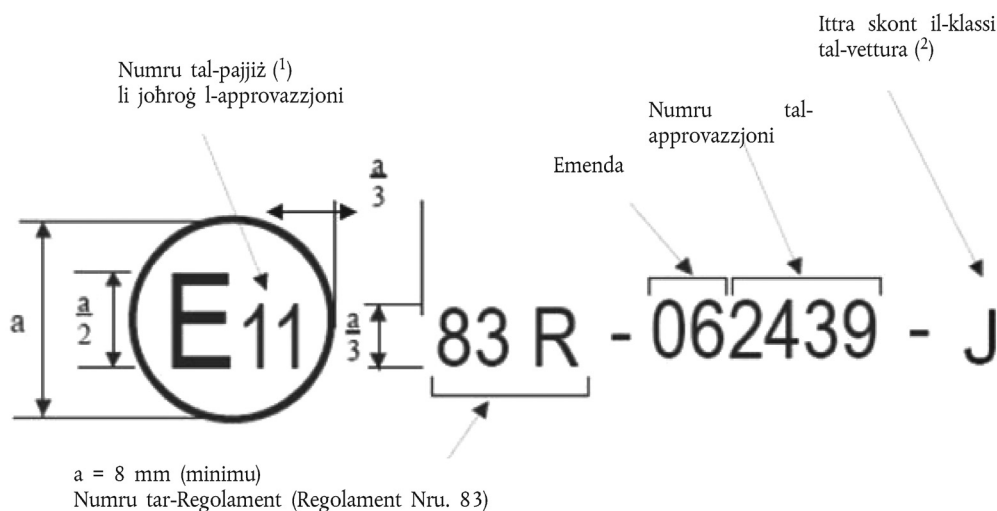 Ittra skont il-klassi
tal-vettura (²)
Numru tal-pajjiż (¹)
li joħroġ l-approvazzjoni
Numru tal-
approvazzjoni
Emenda
a
3
a
a
2
E11
a
3
83 R - 062439 - J
a = 8 mm (minimu)
Numru tar-Regolament (Regolament Nru. 83)